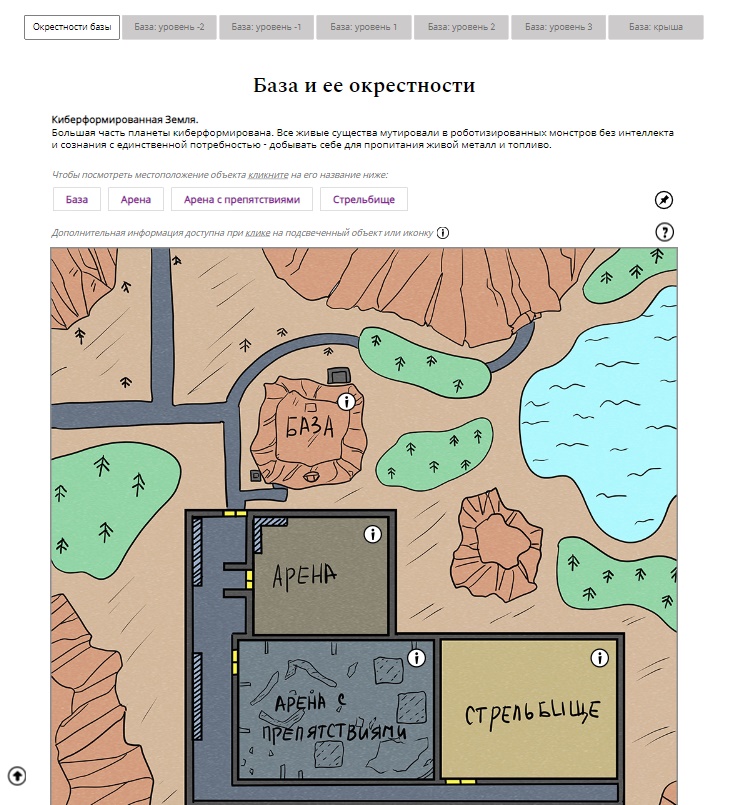 Окрестности базы База: уровень -2 База: уровень -1 База: уровень 1 База: уровень 2 База: уровень 3 База: крыша
База и ее окрестности
Киберформированная Земля.
Большая часть планеты киберформирована. Все живые существа мутировали в роботизированных монстров без интеллекта
и сознания с единственной потребностью - добывать себе для пропитания живой металл и топливо.
Чтобы посмотреть местоположение объекта кликните на его название ниже:
База Арена Арена с препятствиями Стрельбище
Дополнительная информация доступна при клике на подсвеченный объект или иконку
БАЗА
АРЕНА
АРЕНА С
ПРЕПЯТСТВИЯМИ
СТРЕЛЬБИЩЕ